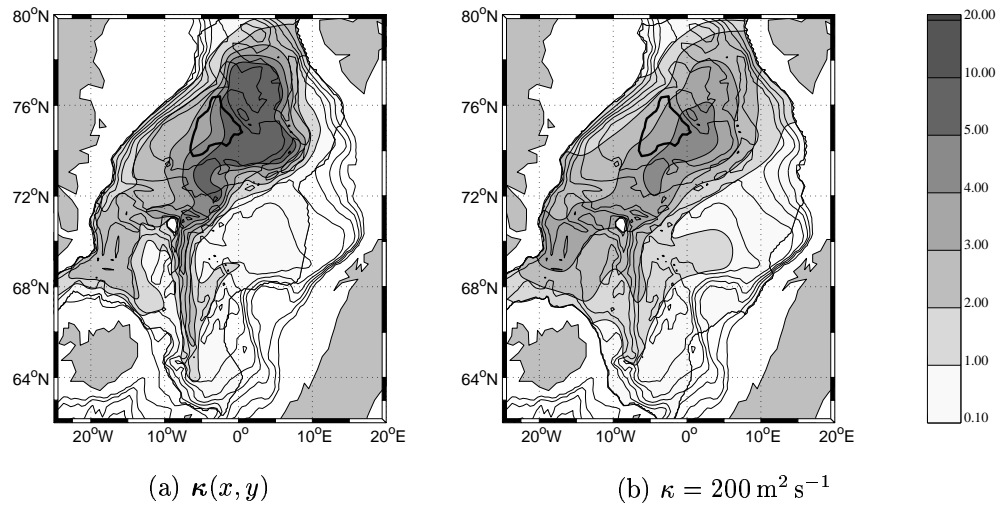 80°N
76°N
72°N
68°N
64°N
20°W 10°W 0° 10°E 20°E
(a) κ(x, y)
80°N
76°N
72°N
68°N
64°N
20°W 10°W 0° 10°E 20°E
(b) κ = 200 m² s⁻¹
20.00
10.00
5.00
4.00
3.00
2.00
1.00
0.10